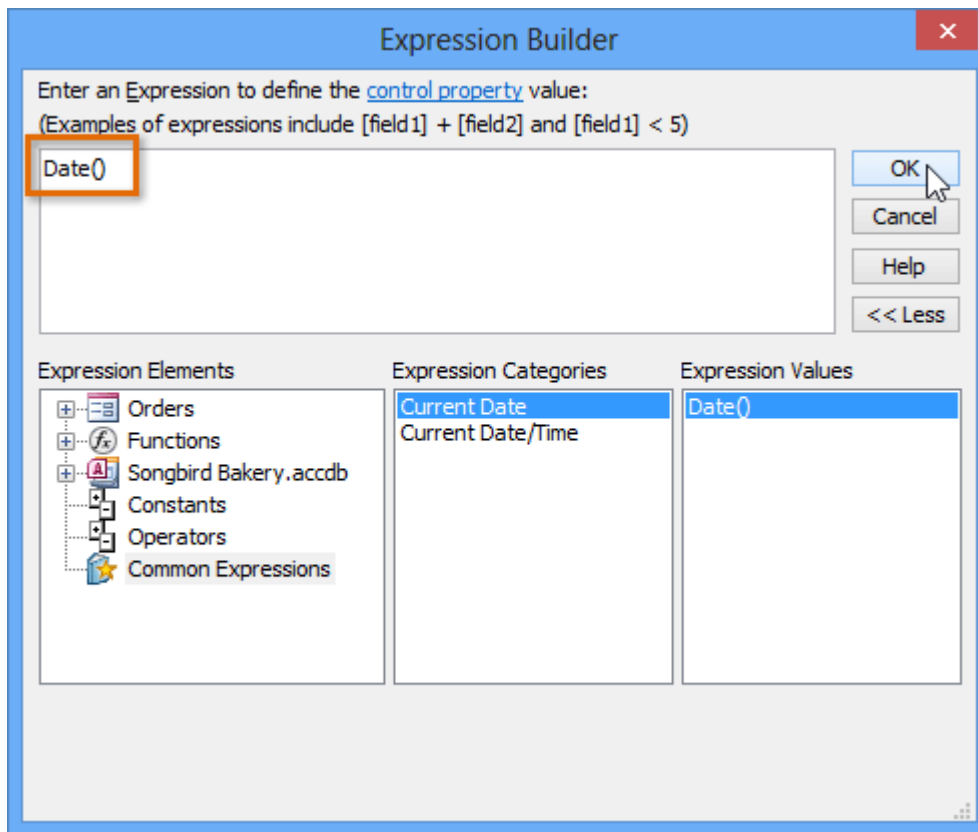 Expression Builder
Enter an Expression to define the control property value:
(Examples of expressions include [field1] + [field2] and [field1] < 5)
Date()
OK
Cancel
Help
<< Less
Expression Elements
Orders
Functions
Songbird Bakery.accdb
Constants
Operators
Common Expressions
Expression Categories
Current Date
Current Date/Time
Expression Values
Date()